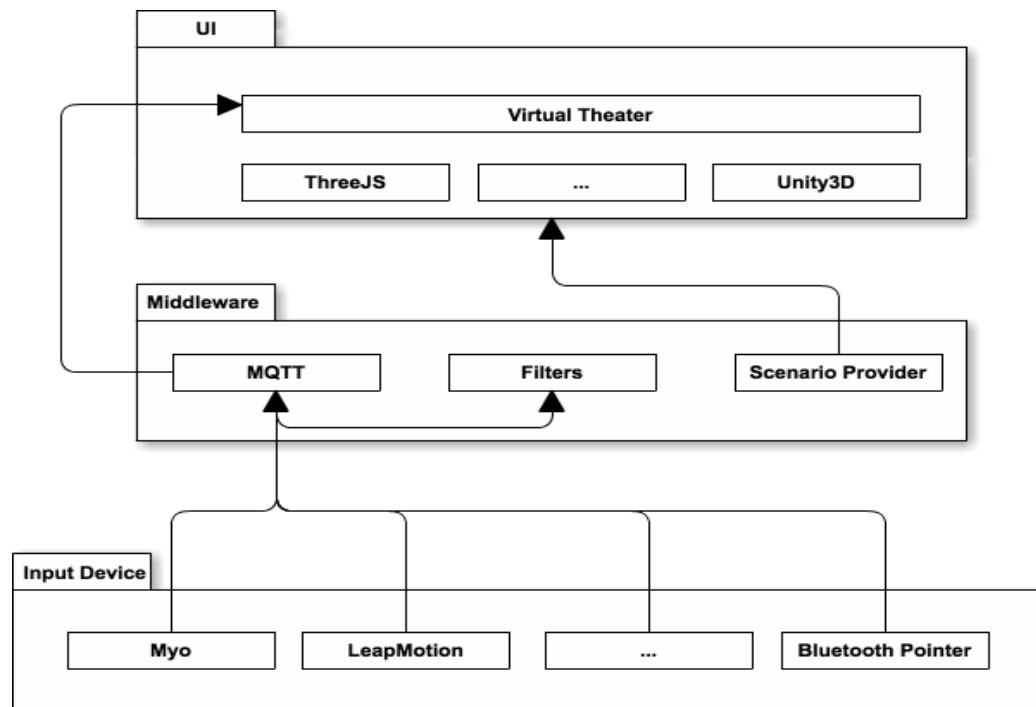 UI
Virtual Theater
ThreeJS
...
Unity3D
Middleware
MQTT
Filters
Scenario Provider
Input Device
Myo
LeapMotion
...
Bluetooth Pointer